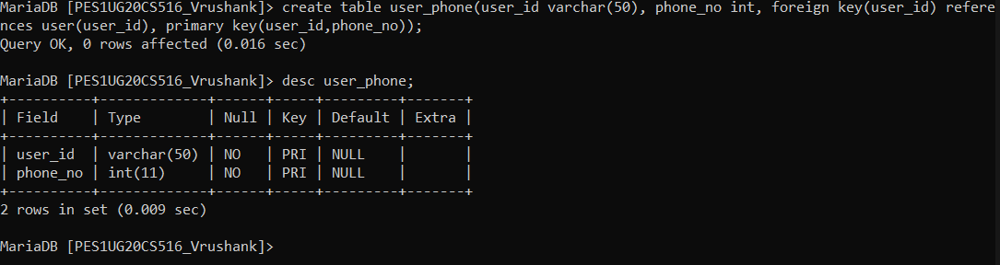 MariaDB [PES1UG20CS516_Vrushank]> create table user_phone(user_id varchar(50), phone_no int, foreign key(user_id) refere
nces user(user_id), primary key(user_id,phone_no));
Query OK, 0 rows affected (0.016 sec)

MariaDB [PES1UG20CS516_Vrushank]> desc user_phone;
+----------+-------------+------+-----+---------+-------+
| Field    | Type        | Null | Key | Default | Extra |
+----------+-------------+------+-----+---------+-------+
| user_id  | varchar(50) | NO   | PRI | NULL    |       |
| phone_no | int(11)     | NO   | PRI | NULL    |       |
+----------+-------------+------+-----+---------+-------+
2 rows in set (0.009 sec)

MariaDB [PES1UG20CS516_Vrushank]>